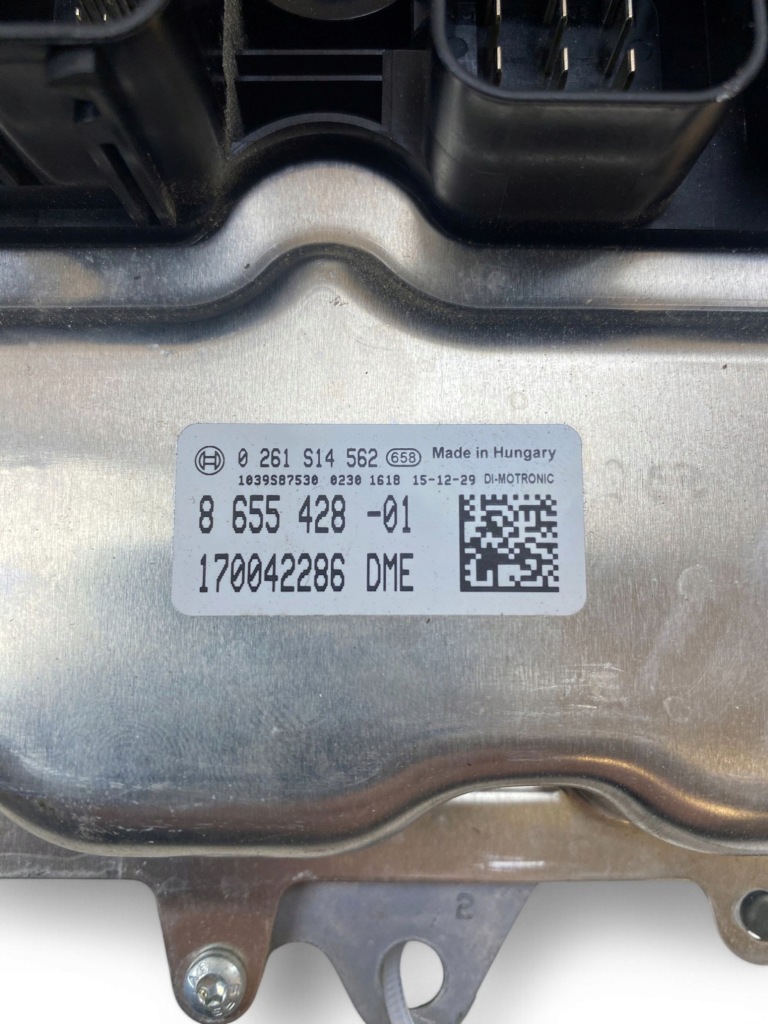 0 261 S14 562 658 Made in Hungary
1039S87530 0230 1618 15-12-29 DI-MOTRONIC
8 655 428 -01
170042286 DME
2